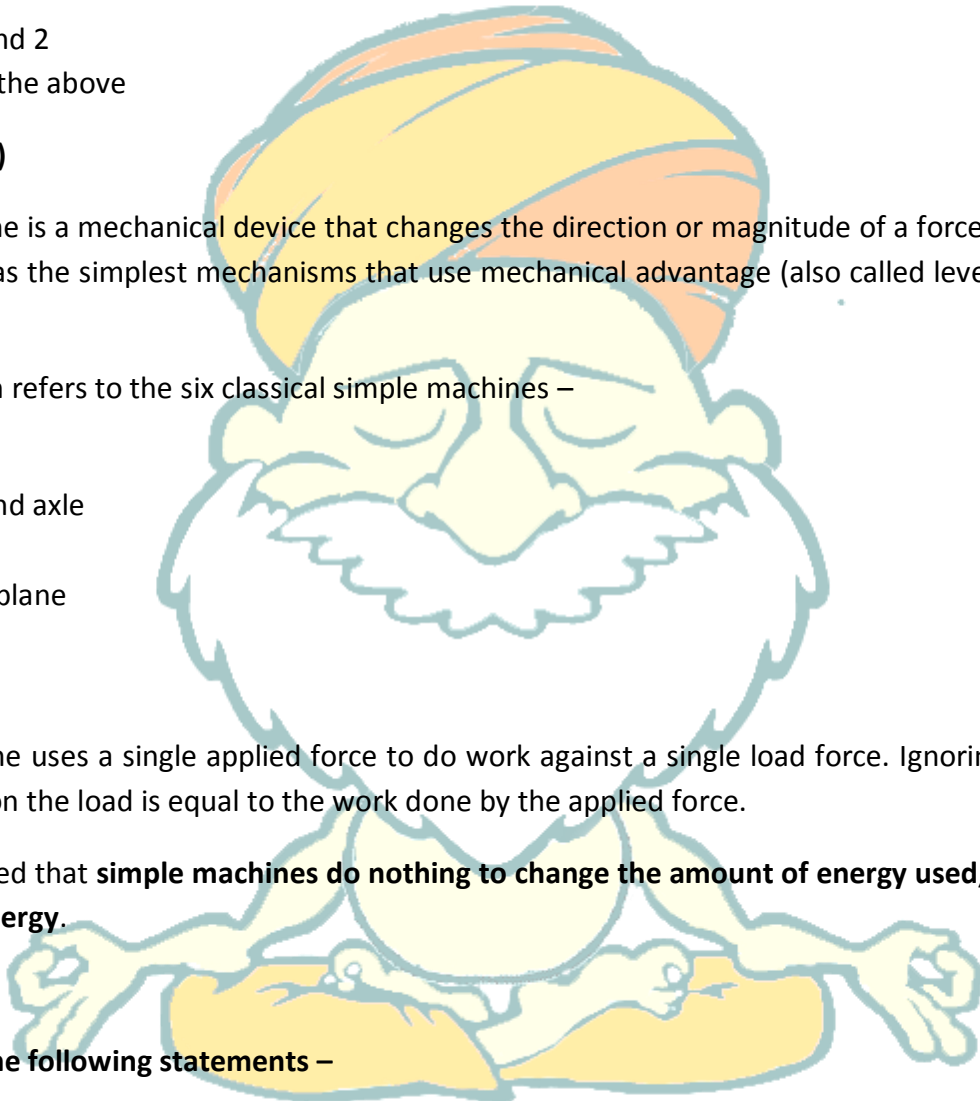 nd 2
the above
)
ne is a mechanical device that changes the direction or magnitude of a force
as the simplest mechanisms that use mechanical advantage (also called leve
n refers to the six classical simple machines –
nd axle
plane
ne uses a single applied force to do work against a single load force. Ignorin
on the load is equal to the work done by the applied force.
ed that simple machines do nothing to change the amount of energy used,
ergy.
ne following statements –